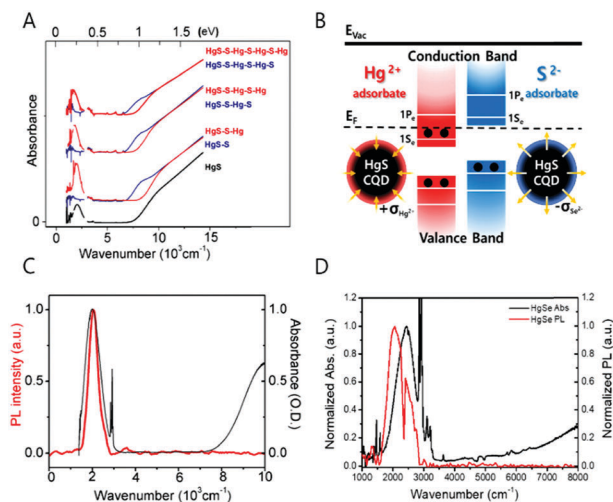 A
0 1 (eV)
HgS-S-Hg-S-Hg-S-Hg
HgS-S-Hg-S-Hg-S
HgS-S-Hg-S-Hg
HgS-S-Hg-S
HgS-S-Hg
HgS-S
HgS
Absorbance
0
0 5 10 15
Wavenumber (10³cm⁻¹)
B
E_Vac
Conduction Band
Hg²⁺
adsorbate
S²⁻
adsorbate
1P_e
1P_e
1S_e
E_F
1S_e
HgS
CQD
HgS
CQD
+σ_Hg²⁺
-σ_Se²⁻
Valance Band
C
PL intensity (a.u.)
1.0
0.5
0.0
1.0
0.5
0.0
Absorbance (O.D.)
0 2 4 6 8 10
Wavenumber (10³cm⁻¹)
D
Normalized Abs. (a.u.)
1.2
1.0
0.8
0.6
0.4
0.2
0.0
HgSe Abs
HgSe PL
1.2
1.0
0.8
0.6
0.4
0.2
0.0
Normalized PL (a.u.)
1000 2000 3000 4000 5000 6000 7000 8000
Wavenumber (cm⁻¹)